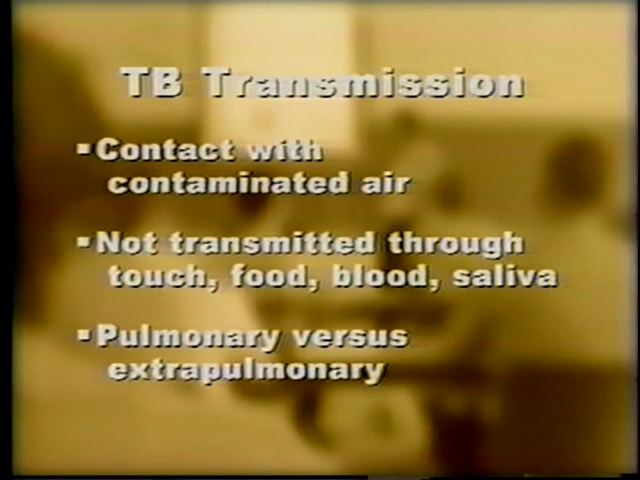 TB Transmission
▪Contact with
contaminated air
▪Not transmitted through
touch, food, blood, saliva
▪Pulmonary versus
extrapulmonary